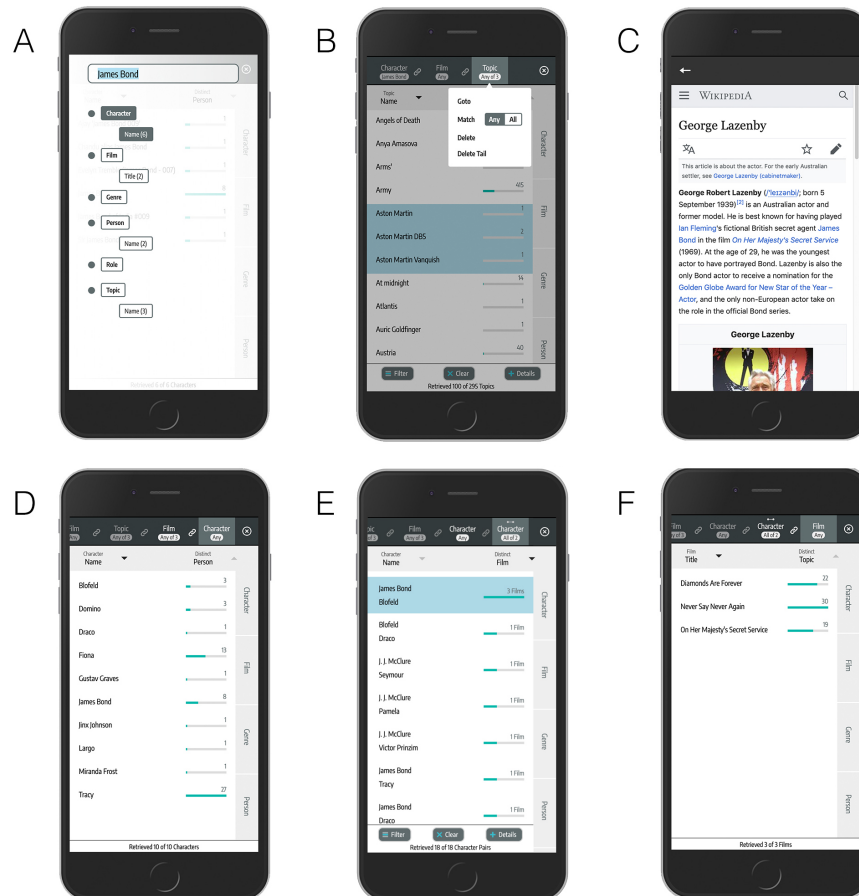 A
James Bond
Distinct
Person
Character
1
Name (6)
1
Film
1
Title (2)
Genre
8
Person
1
Name (2)
1
Role
Topic
Name (3)
Character
Film
Genre
Person
Retrieved 6 of 6 Characters
B
Character
James Bond
Film
Any
Topic
Any of 3
Topic
Name
Goto
Match Any All
Delete
Delete Tail
Angels of Death
Anya Amasova
Arms'
Army 415
Aston Martin 1
Aston Martin DB5 2
Aston Martin Vanquish 1
At midnight 14
Atlantis 1
Auric Goldfinger 1
Austria 40
Character
Film
Genre
Person
Filter
Clear
Details
Retrieved 100 of 295 Topics
C
WIKIPEDIA
George Lazenby
This article is about the actor. For the early Australian
settler, see George Lazenby (cabinetmaker).
George Robert Lazenby (/ˈleɪzənbi/; born 5
September 1939)[2] is an Australian actor and
former model. He is best known for having played
Ian Fleming's fictional British secret agent James
Bond in the film On Her Majesty's Secret Service
(1969). At the age of 29, he was the youngest
actor to have portrayed Bond. Lazenby is also the
only Bond actor to receive a nomination for the
Golden Globe Award for New Star of the Year –
Actor, and the only non-European actor take on
the role in the official Bond series.
George Lazenby
D
Film
Any
Topic
Any of 3
Film
Any of 3
Character
Any
Character
Name
Distinct
Person
Blofeld 3
Domino 3
Draco 1
Fiona 13
Gustav Graves 1
James Bond 8
Jinx Johnson 1
Largo 1
Miranda Frost 1
Tracy 27
Character
Film
Genre
Person
Retrieved 10 of 10 Characters
E
Film
Character
Any
Character
All of 2
Character
Name
Distinct
Film
James Bond
Blofeld
3 Films
Blofeld
Draco
1 Film
J. J. McClure
Seymour
1 Film
J. J. McClure
Pamela
1 Film
J. J. McClure
Victor Prinzim
1 Film
James Bond
Tracy
1 Film
James Bond
Draco
1 Film
Character
Film
Genre
Person
Filter
Clear
Details
Retrieved 18 of 18 Character Pairs
F
Character
Any
Character
All of 2
Film
Any
Film
Title
Distinct
Topic
Diamonds Are Forever 22
Never Say Never Again 30
On Her Majesty's Secret Service 19
Character
Film
Genre
Person
Retrieved 3 of 3 Films